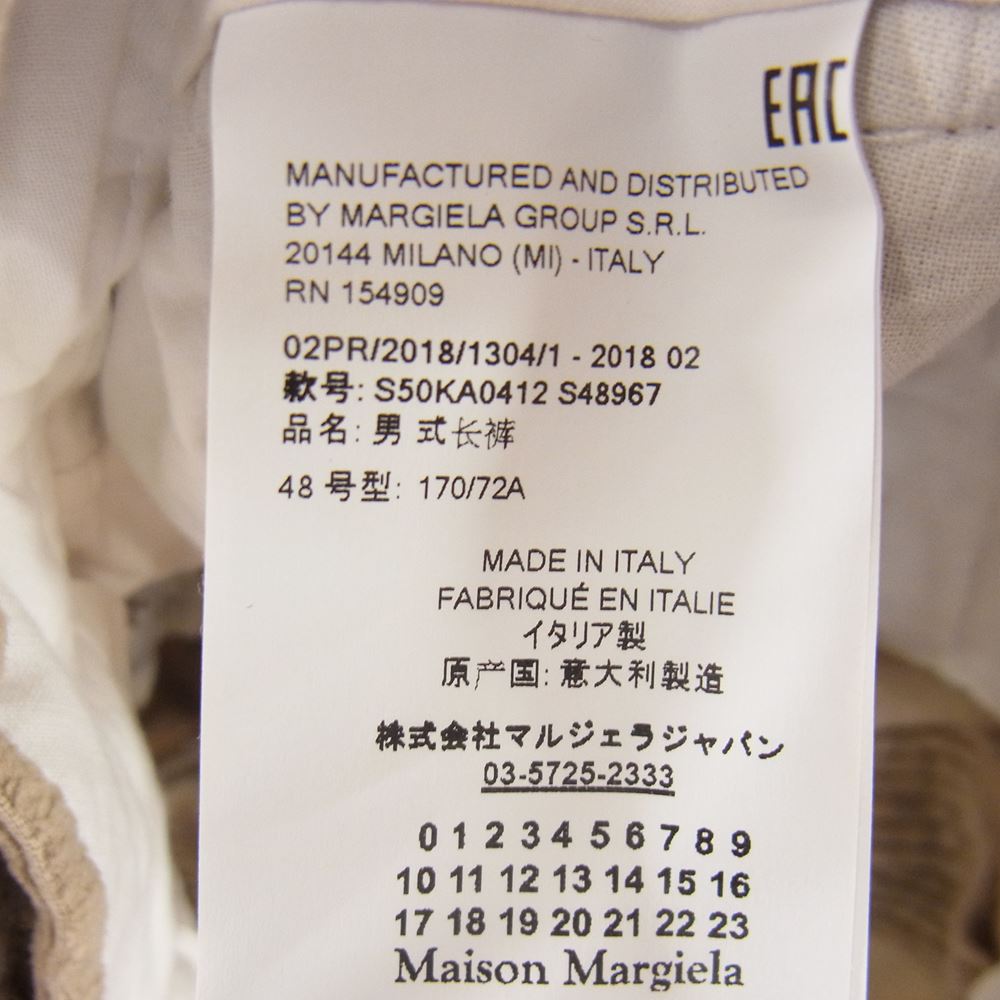 EAC
MANUFACTURED AND DISTRIBUTED
BY MARGIELA GROUP S.R.L.
20144 MILANO (MI) - ITALY
RN 154909
02PR/2018/1304/1 - 2018 02
款号: S50KA0412 S48967
品名: 男 式长裤
48 号型: 170/72A
MADE IN ITALY
FABRIQUÉ EN ITALIE
イタリア製
原产国: 意大利製造
株式会社マルジェラジャパン
03-5725-2333
0 1 2 3 4 5 6 7 8 9
10 11 12 13 14 15 16
17 18 19 20 21 22 23
Maison Margiela